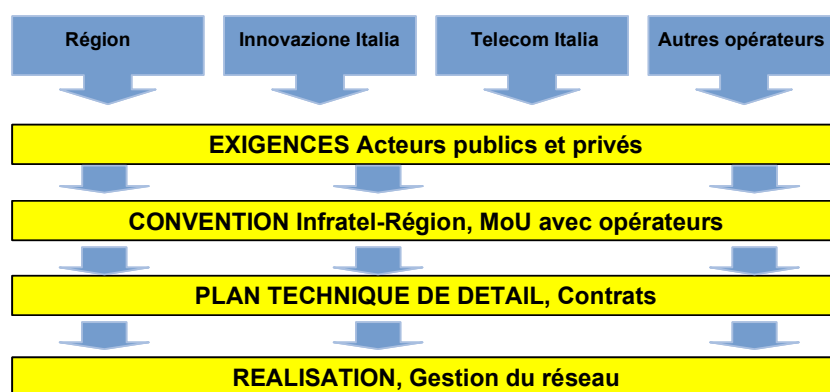 Région
Innovazione Italia
Telecom Italia
Autres opérateurs
EXIGENCES Acteurs publics et privés
CONVENTION Infratel-Région, MoU avec opérateurs
PLAN TECHNIQUE DE DETAIL, Contrats
REALISATION, Gestion du réseau